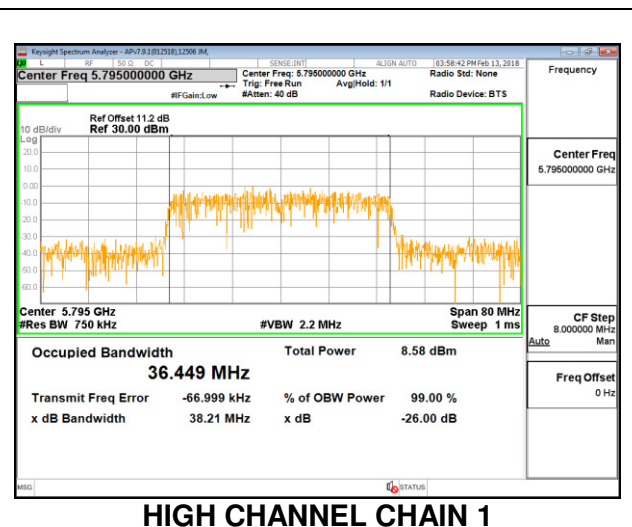 Keysight Spectrum Analyzer - APv7.9.1(012518),12506 JM,
L RF 50 Ω DC SENSE:INT ALIGN AUTO 03:58:42 PM Feb 13, 2018
Center Freq 5.795000000 GHz
Center Freq: 5.795000000 GHz
Radio Std: None
Trig: Free Run Avg|Hold: 1/1
#IFGain:Low #Atten: 40 dB Radio Device: BTS
Frequency
Ref Offset 11.2 dB
10 dB/div Ref 30.00 dBm
Log
20.0
10.0
0.00
-10.0
-20.0
-30.0
-40.0
-50.0
-60.0
Center 5.795 GHz Span 80 MHz
#Res BW 750 kHz #VBW 2.2 MHz Sweep 1 ms
Center Freq
5.795000000 GHz
CF Step
8.000000 MHz
Auto Man
Freq Offset
0 Hz
Occupied Bandwidth Total Power 8.58 dBm
36.449 MHz
Transmit Freq Error -66.999 kHz % of OBW Power 99.00 %
x dB Bandwidth 38.21 MHz x dB -26.00 dB
MSG STATUS
HIGH CHANNEL CHAIN 1